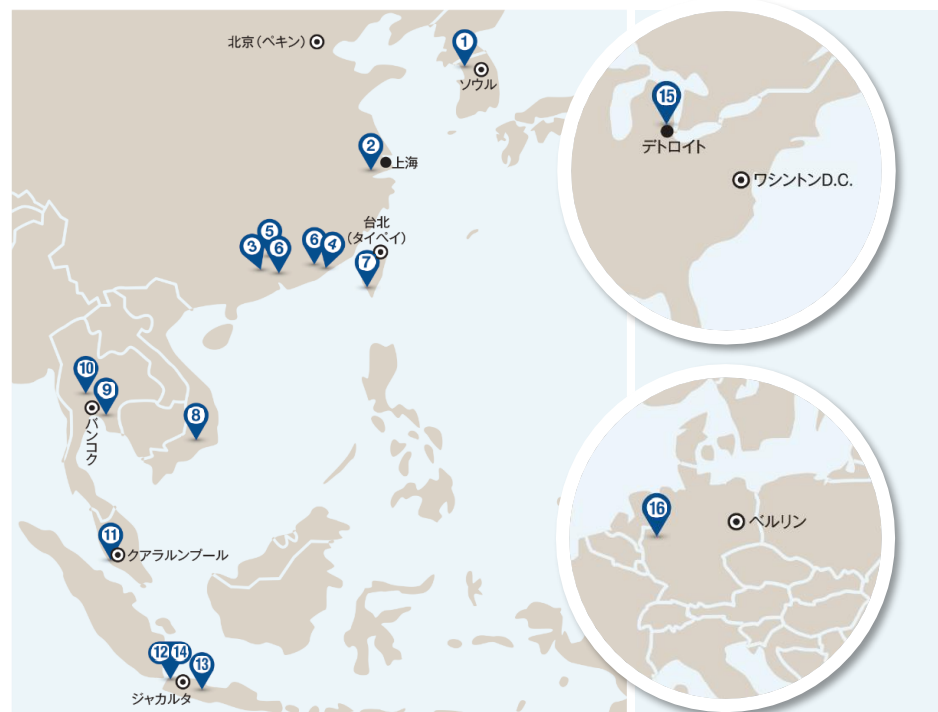 北京(ペキン)
1
ソウル
2
上海
台北
(タイペイ)
3
5
6
6
4
7
10
9
バンコク
8
11
クアラルンプール
12
14
13
ジャカルタ
15
デトロイト
ワシントンD.C.
16
ベルリン